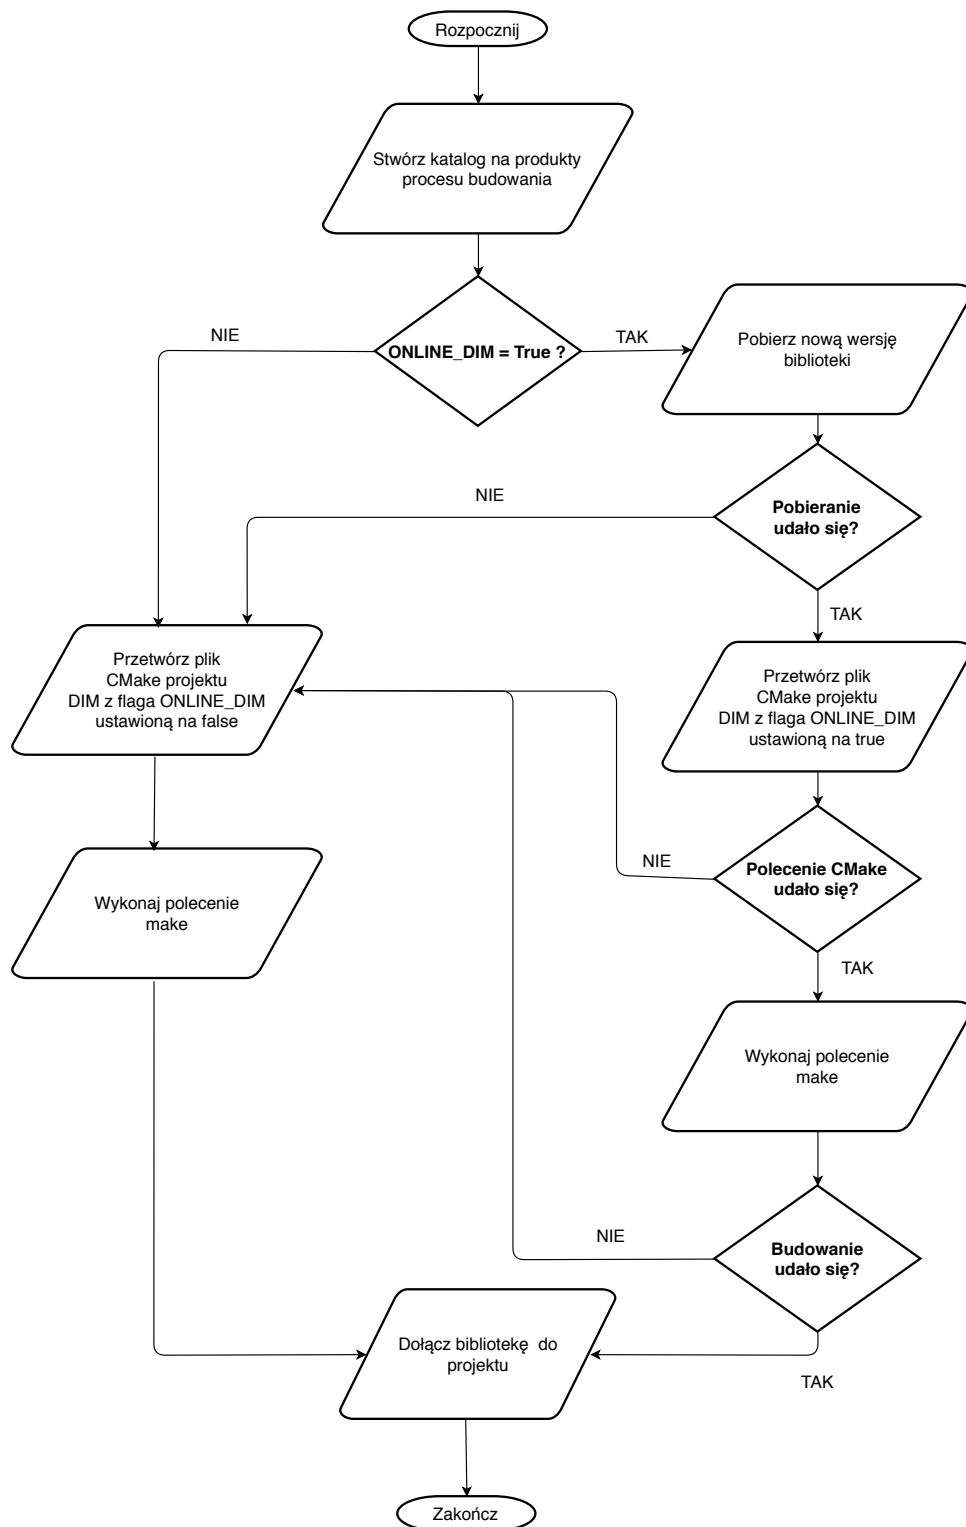 Rozpocznij
Stwórz katalog na produkty
procesu budowania
NIE
ONLINE_DIM = True ?
TAK
Pobierz nową wersję
biblioteki
NIE
Pobieranie
udało się?
TAK
Przetwórz plik
CMake projektu
DIM z flaga ONLINE_DIM
ustawioną na false
Przetwórz plik
CMake projektu
DIM z flaga ONLINE_DIM
ustawioną na true
NIE
Polecenie CMake
udało się?
Wykonaj polecenie
make
TAK
Wykonaj polecenie
make
NIE
Budowanie
udało się?
Dołącz bibliotekę  do
projektu
TAK
Zakończ